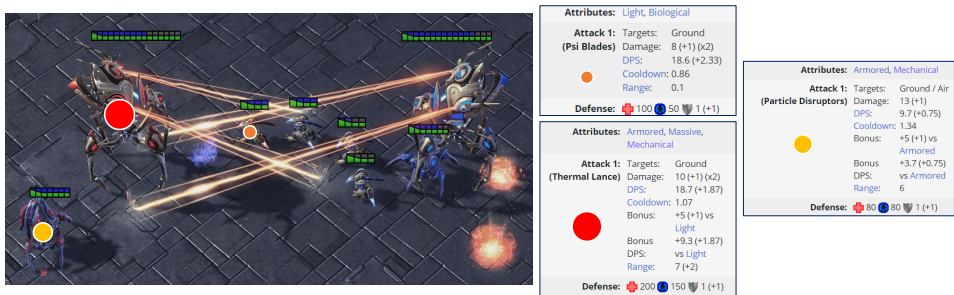 Attributes: Light, Biological
Attack 1: Targets: Ground
(Psi Blades) Damage: 8 (+1) (x2)
DPS: 18.6 (+2.33)
Cooldown: 0.86
Range: 0.1
Defense: 100 50 1 (+1)
Attributes: Armored, Massive,
Mechanical
Attack 1: Targets: Ground
(Thermal Lance) Damage: 10 (+1) (x2)
DPS: 18.7 (+1.87)
Cooldown: 1.07
Bonus: +5 (+1) vs
Light
Bonus +9.3 (+1.87)
DPS: vs Light
Range: 7 (+2)
Defense: 200 150 1 (+1)
Attributes: Armored, Mechanical
Attack 1: Targets: Ground / Air
(Particle Disruptors) Damage: 13 (+1)
DPS: 9.7 (+0.75)
Cooldown: 1.34
Bonus: +5 (+1) vs
Armored
Bonus +3.7 (+0.75)
DPS: vs Armored
Range: 6
Defense: 80 80 1 (+1)